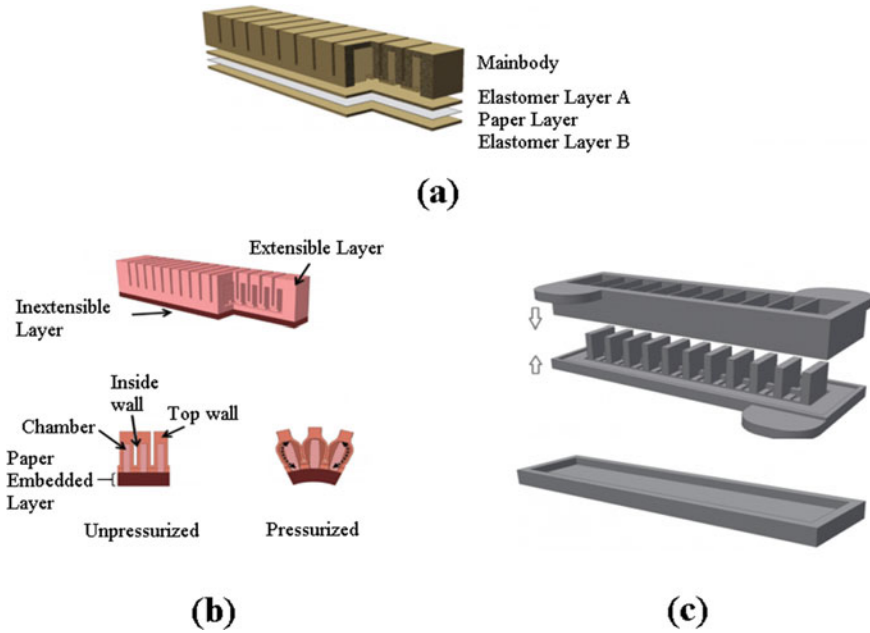 Mainbody
Elastomer Layer A
Paper Layer
Elastomer Layer B
(a)
Extensible Layer
Inextensible
Layer
Inside
wall
Top wall
Chamber
Paper
Embedded
Layer
Unpressurized
Pressurized
(b)
(c)